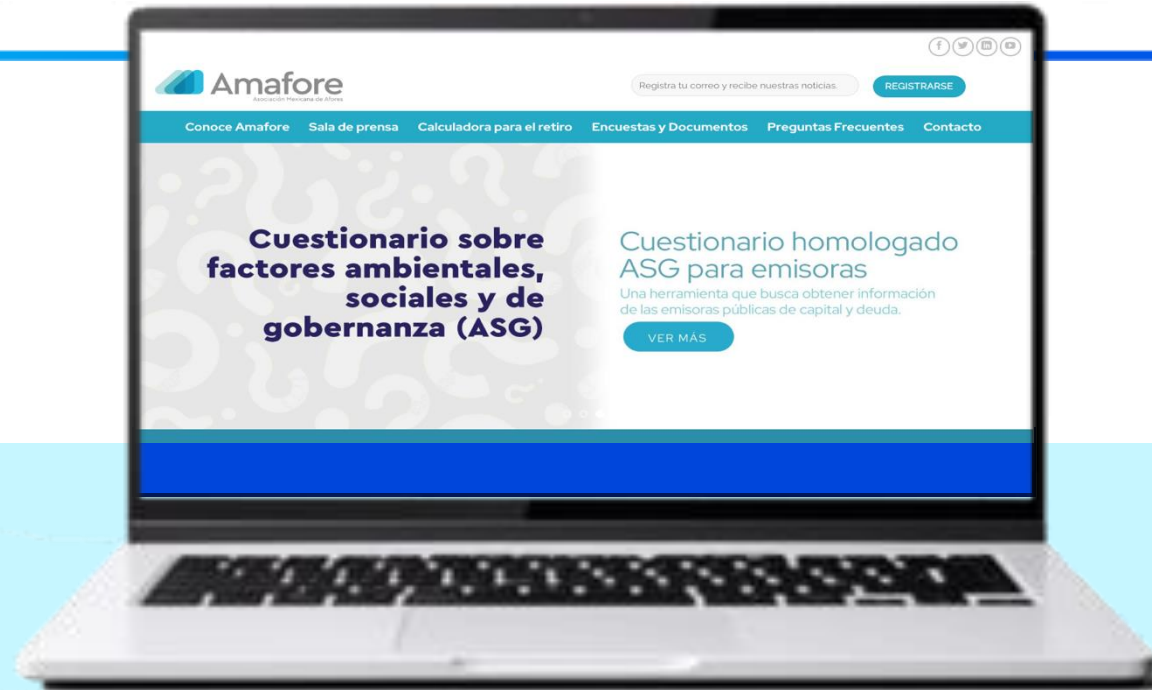 Amafore
Asociación Mexicana de Afores
Registra tu correo y recibe nuestras noticias.
REGISTRARSE
Conoce Amafore Sala de prensa Calculadora para el retiro Encuestas y Documentos Preguntas Frecuentes Contacto
Cuestionario sobre
factores ambientales,
sociales y de
gobernanza (ASG)
Cuestionario homologado
ASG para emisoras
Una herramienta que busca obtener información
de las emisoras públicas de capital y deuda.
VER MÁS